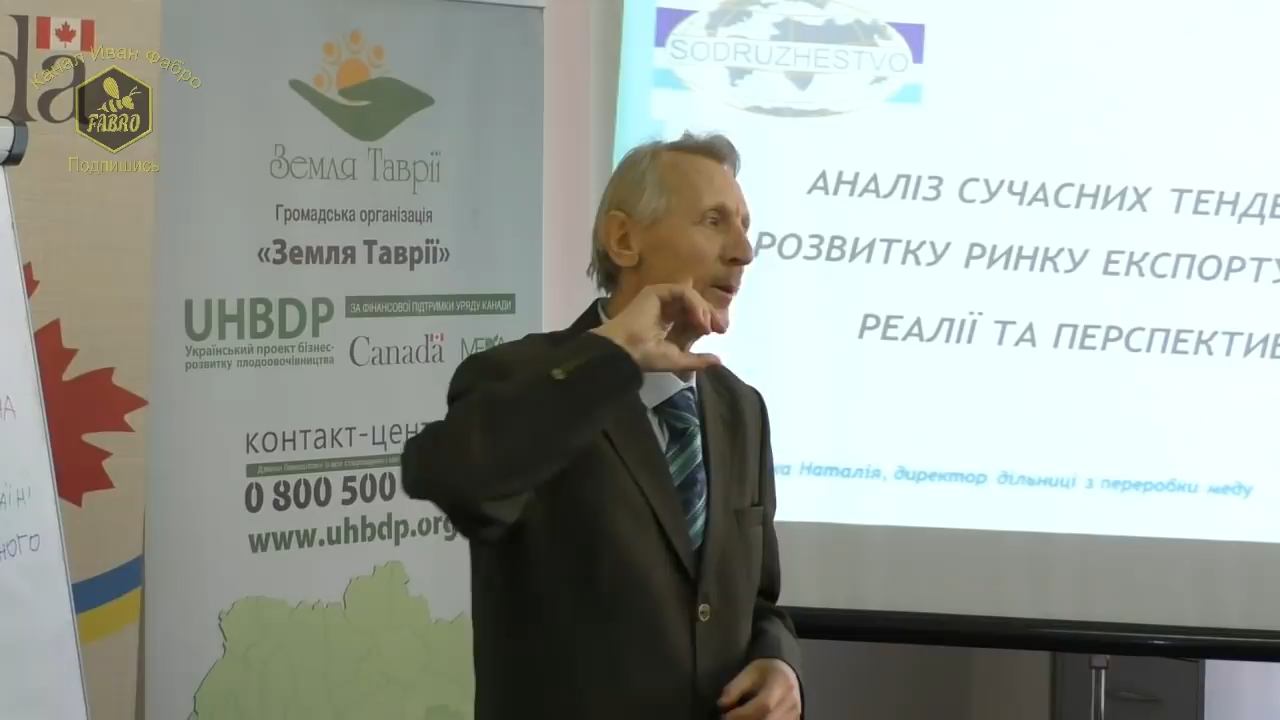 da
Канал Иван Фабро
FABRO
Подпишись
Земля Таврії
Громадська організація
«Земля Таврії»
UHBDP
Український проект бізнес-
розвитку плодоовочівництва
ЗА ФІНАНСОВОЇ ПІДТРИМКИ УРЯДУ КАНАДИ
Canada
контакт-цен
0 800 500
www.uhbdp.org
SODRUZHESTVO
АНАЛІЗ СУЧАСНИХ ТЕНДЕ
РОЗВИТКУ РИНКУ ЕКСПОРТУ
РЕАЛІЇ ТА ПЕРСПЕКТИВ
Наталія, директор дільниці з переробки меду